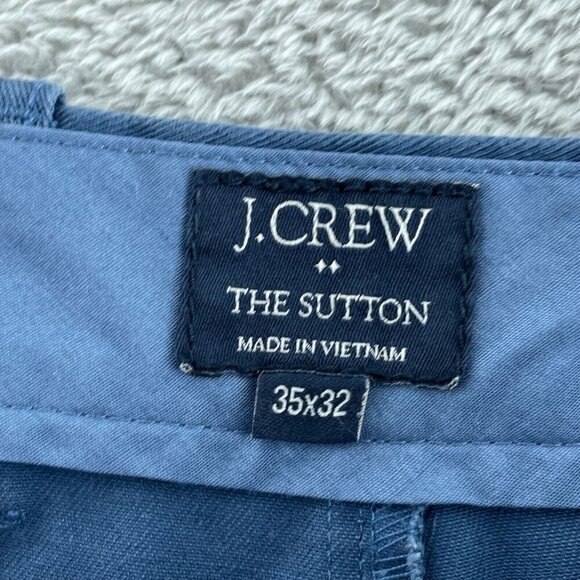 J.CREW
THE SUTTON
MADE IN VIETNAM
35x32